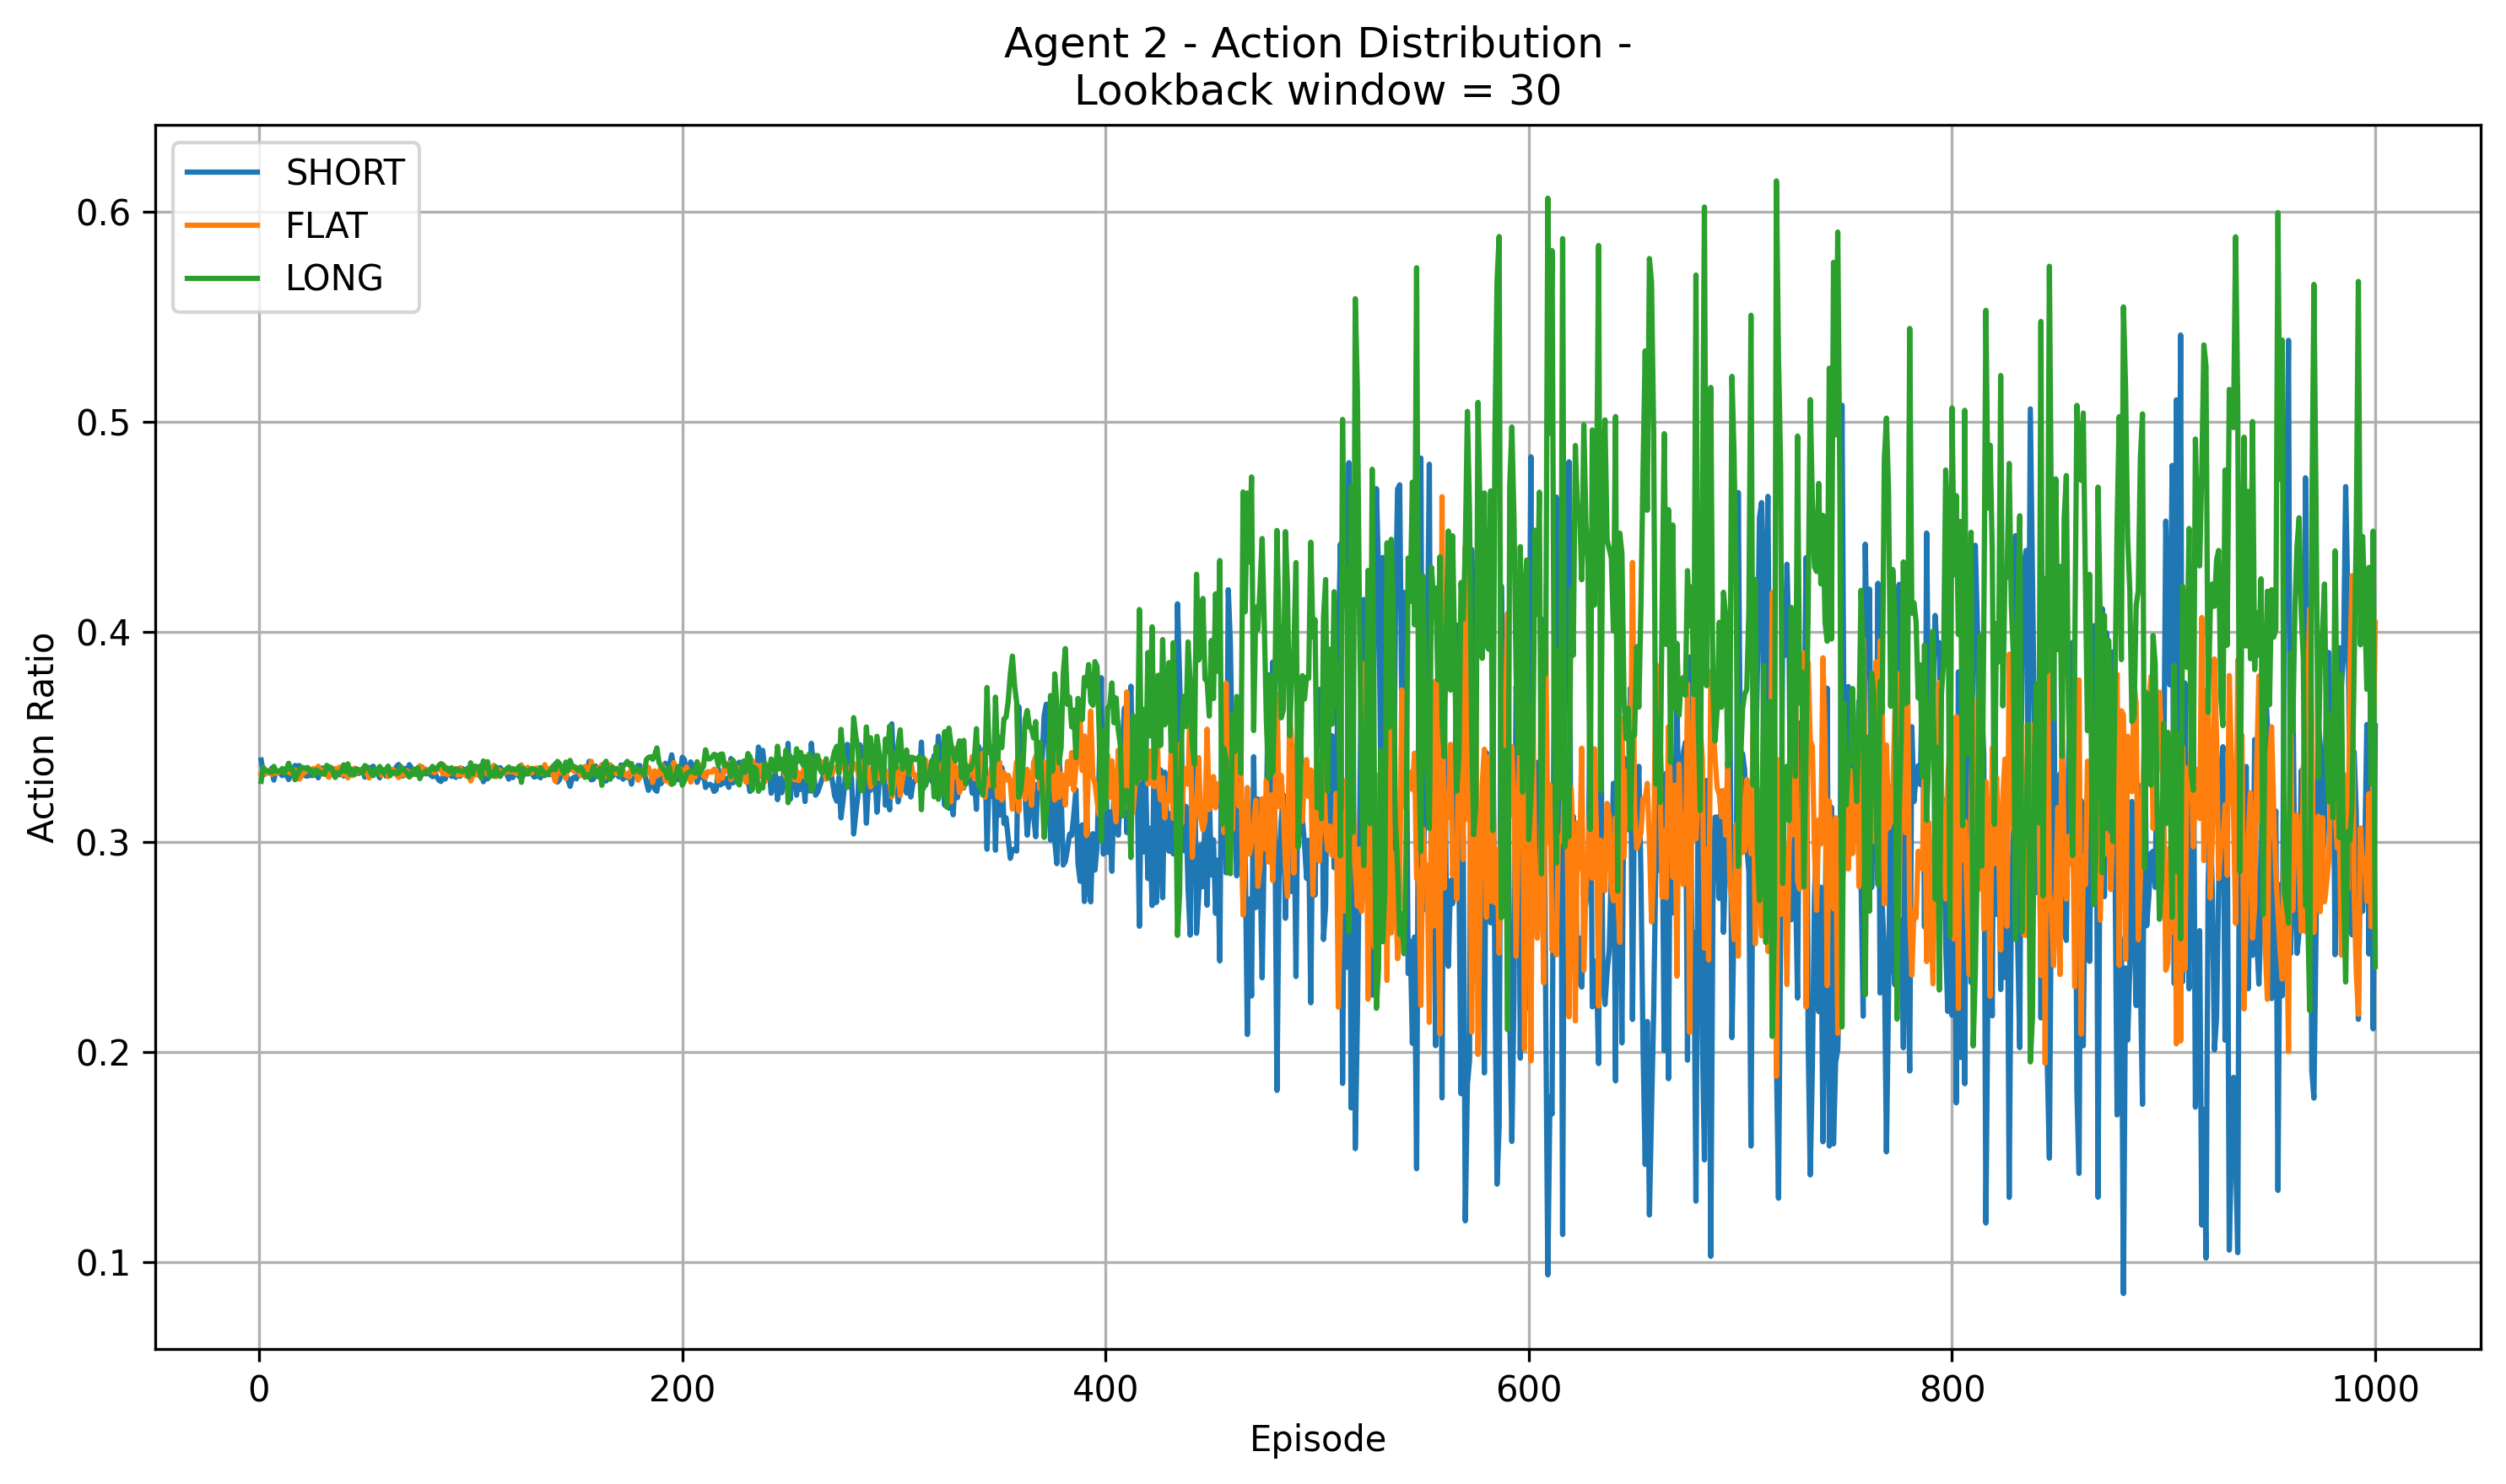 Agent 2 - Action Distribution -
Lookback window = 30
SHORT
FLAT
LONG
Action Ratio
0.6
0.5
0.4
0.3
0.2
0.1
0 200 400 600 800 1000
Episode